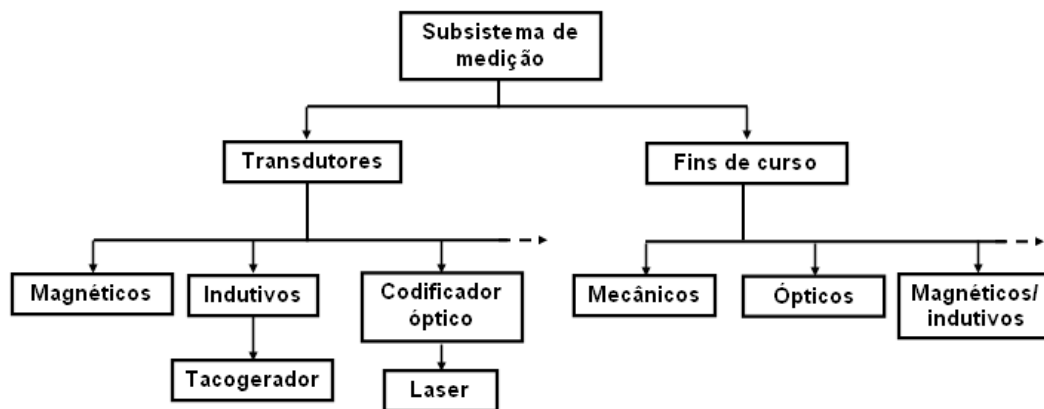 Subsistema de
medição
Transdutores
Fins de curso
Magnéticos
Indutivos
Codificador
óptico
Mecânicos
Ópticos
Magnéticos/
indutivos
Tacogerador
Laser